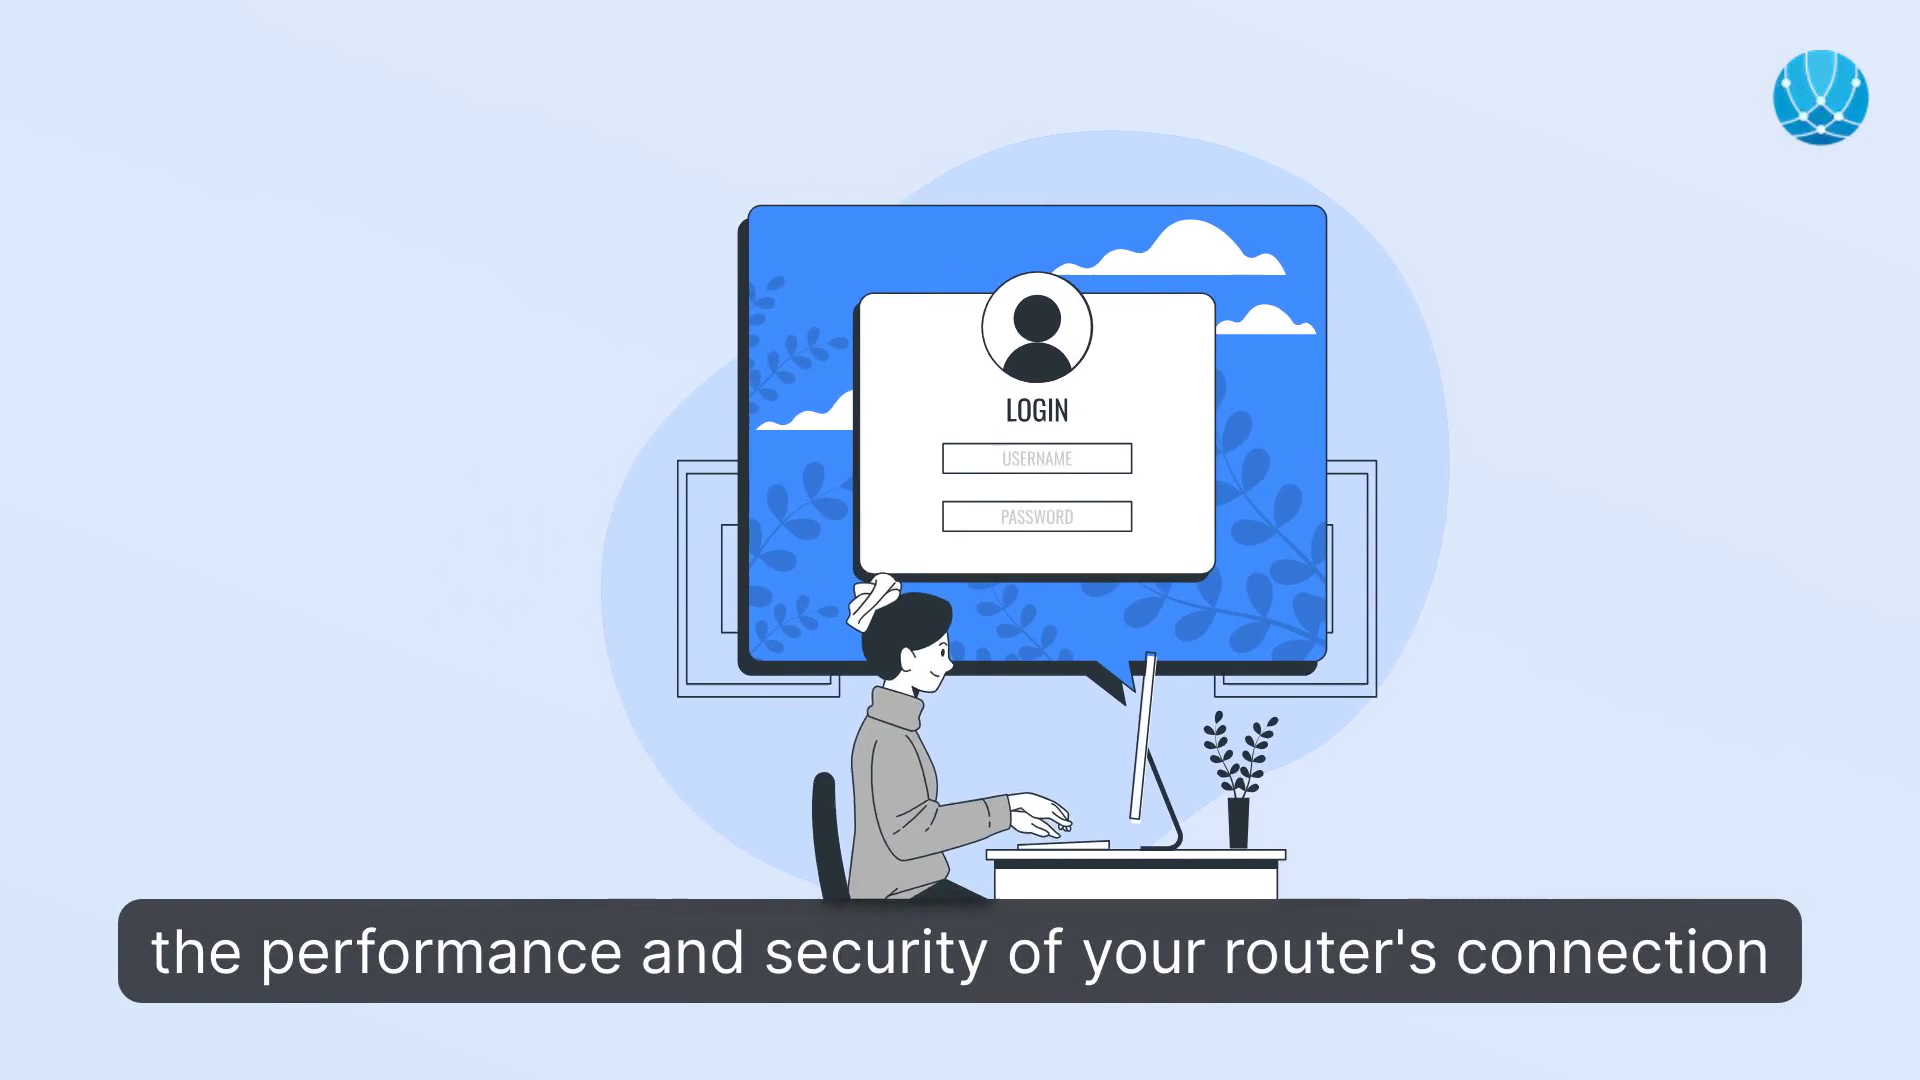 LOGIN
USERNAME
PASSWORD
the performance and security of your router's connection